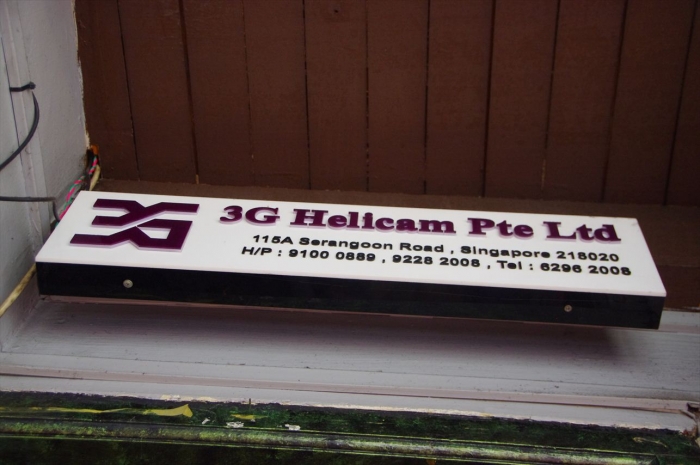 3G Helicam Pte Ltd
115A Serangoon Road , Singapore 218020
H/P : 9100 0889 , 9228 2008 , Tel : 6296 2008